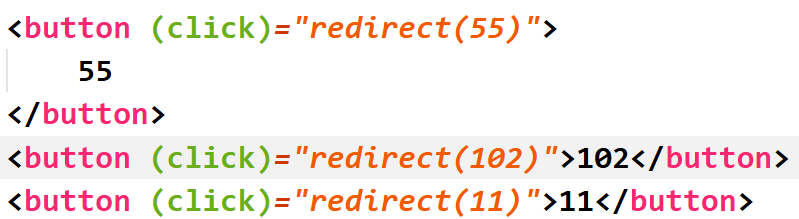 <button (click)="redirect(55)">
    55
</button>
<button (click)="redirect(102)">102</button>
<button (click)="redirect(11)">11</button>